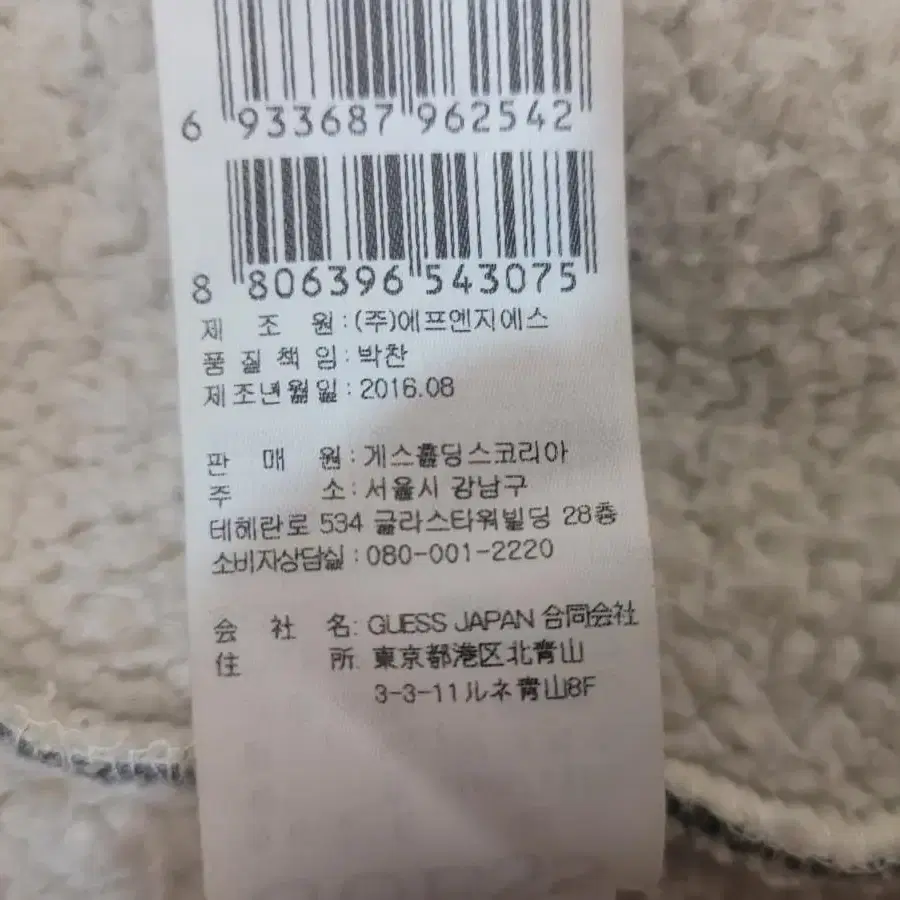 6 933687 962542
8 806396 543075
제 조 원 : (주)에프엔지에스
품 질 책 임 : 박찬
제조년월일 : 2016.08
판 매 원 : 게스홀딩스코리아
주 소 : 서울시 강남구
테헤란로 534 글라스타워빌딩 28층
소비자상담실 : 080-001-2220
会 社 名: GUESS JAPAN 合同会社
住 所: 東京都港区北青山
3-3-11ルネ青山8F